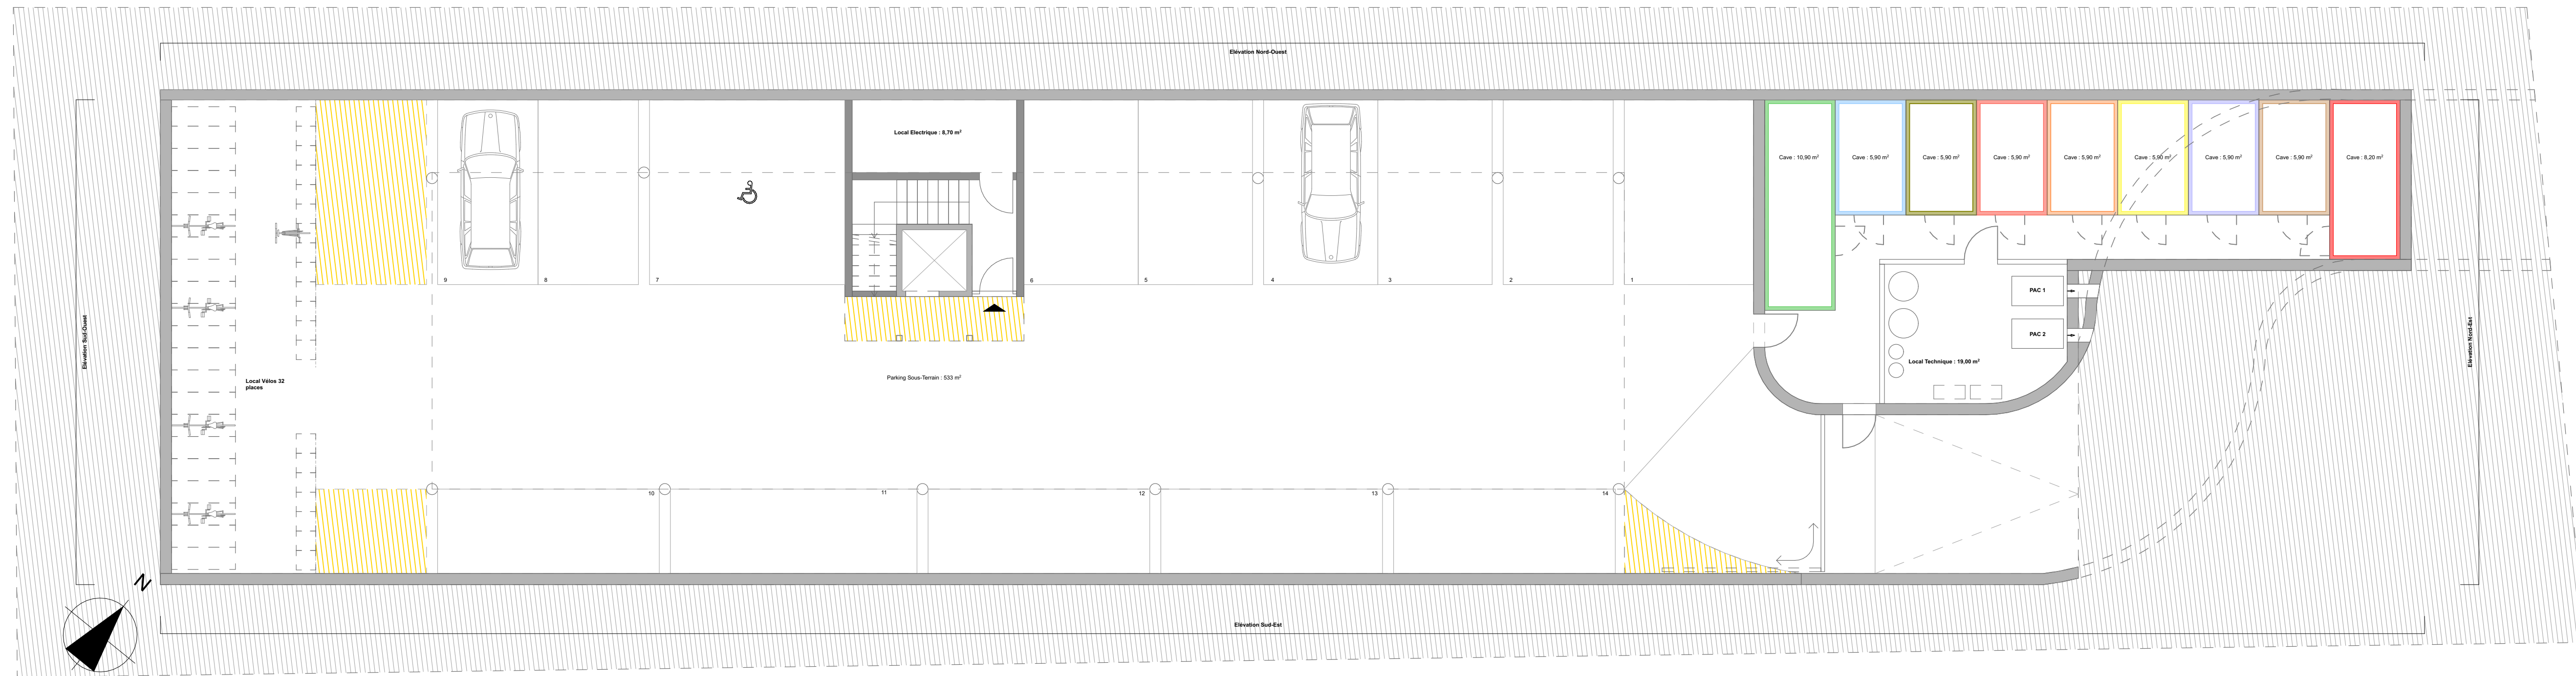 Elévation Nord-Ouest
Local Electrique : 8,70 m²
Cave : 10,90 m²
Cave : 5,90 m²
Cave : 5,90 m²
Cave : 5,90 m²
Cave : 5,90 m²
Cave : 5,90 m²
Cave : 5,90 m²
Cave : 5,90 m²
Cave : 8,20 m²
9
8
7
6
5
4
3
2
1
PAC 1
PAC 2
Elévation Sud-Ouest
Elévation Nord-Est
Local Technique : 19,00 m²
Parking Sous-Terrain : 533 m²
Local Vélos 32
places
10
11
12
13
14
N
Elévation Sud-Est